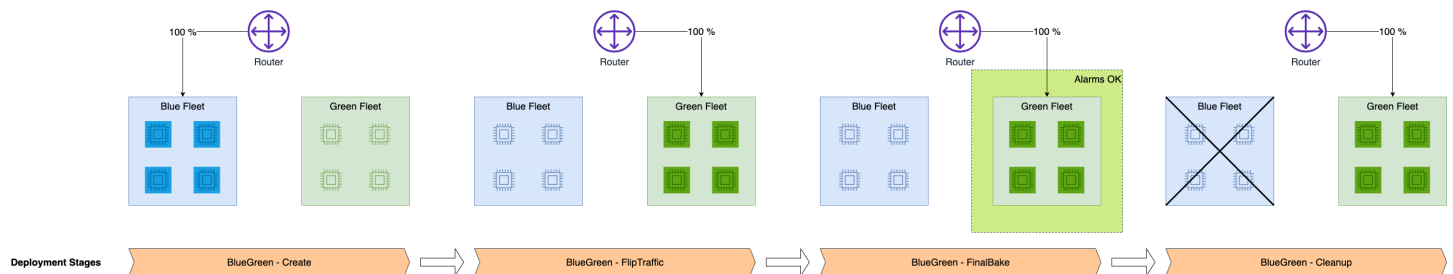 100 %
Router
Blue Fleet
Green Fleet
100 %
Router
Blue Fleet
Green Fleet
100 %
Router
Alarms OK
Blue Fleet
Green Fleet
100 %
Router
Blue Fleet
Green Fleet
Deployment Stages
BlueGreen - Create
BlueGreen - FlipTraffic
BlueGreen - FinalBake
BlueGreen - Cleanup